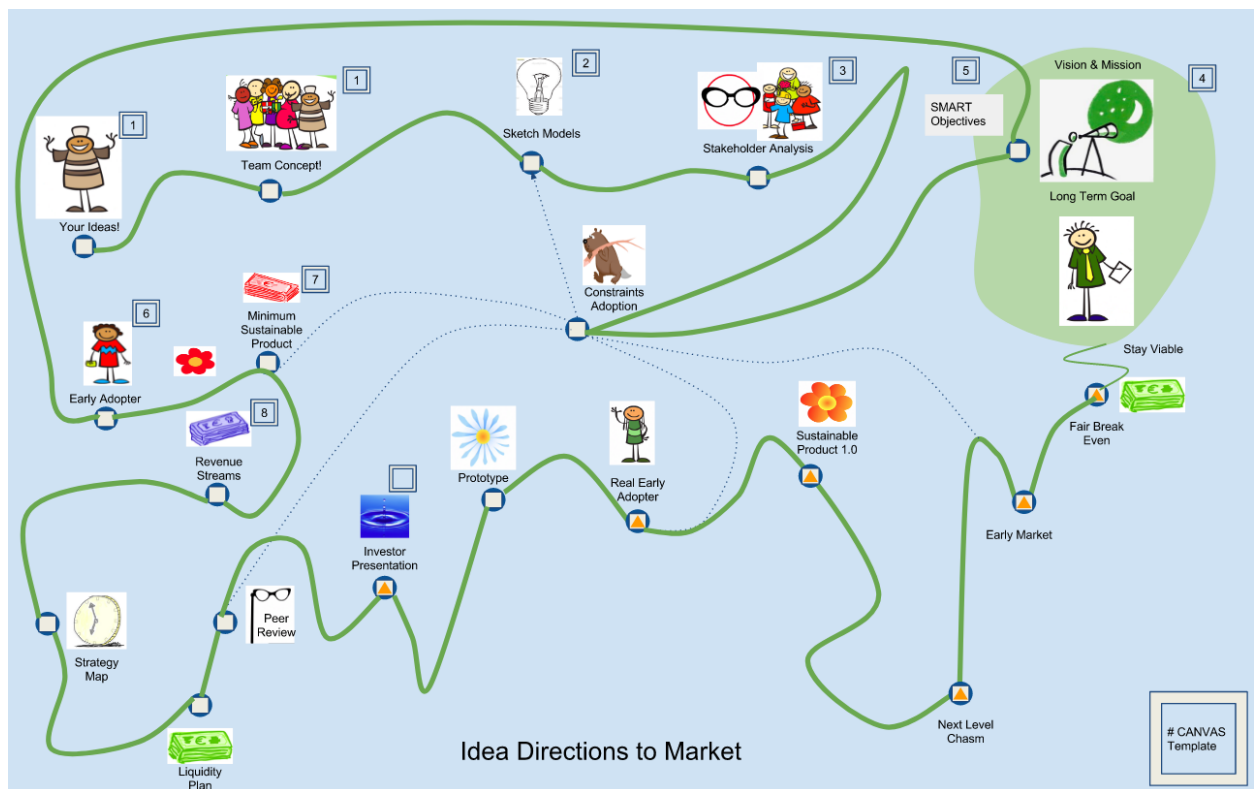 Vision & Mission
1
1
2
3
5
4
SMART
Objectives
Your Ideas!
Team Concept!
Sketch Models
Stakeholder Analysis
Long Term Goal
Constraints
Adoption
7
Minimum
Sustainable
Product
6
Early Adopter
8
Revenue
Streams
Stay Viable
Fair Break
Even
Sustainable
Product 1.0
Prototype
Real Early
Adopter
Early Market
Investor
Presentation
Peer
Review
Strategy
Map
Liquidity
Plan
Next Level
Chasm
Idea Directions to Market
# CANVAS
Template